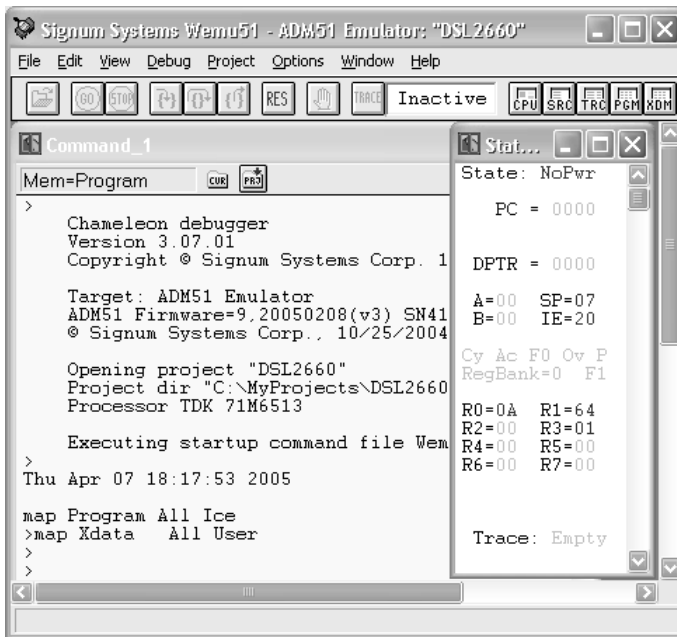 Signum Systems Wemu51 - ADM51 Emulator: "DSL2660"
File Edit View Debug Project Options Window Help
GO STOP {+} {}+ {} RES TRACE Inactive CPU SRC TRC PGM XDM
Command_1
Mem=Program CUR PRJ
>
Chameleon debugger
Version 3.07.01
Copyright © Signum Systems Corp. 1
Target: ADM51 Emulator
ADM51 Firmware=9,20050208(v3) SN41
© Signum Systems Corp., 10/25/2004
Opening project "DSL2660"
Project dir "C:\MyProjects\DSL2660
Processor TDK 71M6513
Executing startup command file Wem
>
Thu Apr 07 18:17:53 2005
map Program All Ice
>map Xdata All User
>
>
Stat...
State: NoPwr
PC = 0000
DPTR = 0000
A=00 SP=07
B=00 IE=20
Cy Ac F0 Ov P
RegBank=0 F1
R0=0A R1=64
R2=00 R3=01
R4=00 R5=00
R6=00 R7=00
Trace: Empty